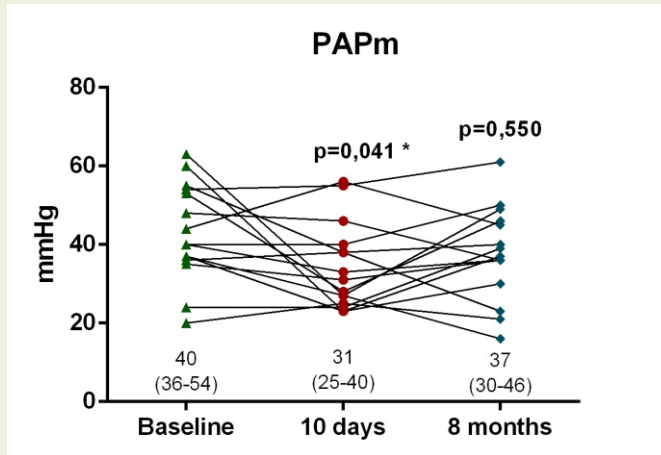 PAPm
80
60
40
20
0
mmHg
p=0,041 *
p=0,550
40
(36-54)
31
(25-40)
37
(30-46)
Baseline
10 days
8 months